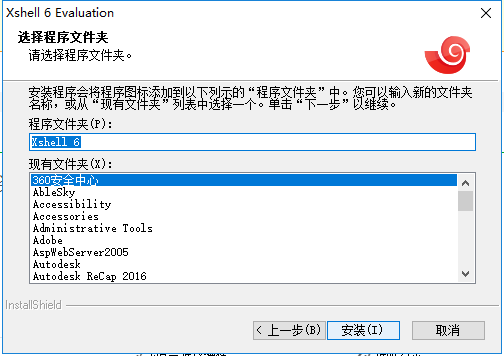 Xshell 6 Evaluation
选择程序文件夹
请选择程序文件夹。
安装程序会将程序图标添加到以下列示的“程序文件夹”中。您可以输入新的文件夹
名称，或从“现有文件夹”列表中选择一个。单击“下一步”以继续。
程序文件夹(P):
Xshell 6
现有文件夹(X):
360安全中心
AbleSky
Accessibility
Accessories
Administrative Tools
Adobe
AspWebServer2005
Autodesk
Autodesk ReCap 2016
InstallShield
< 上一步(B)
安装(I)
取消